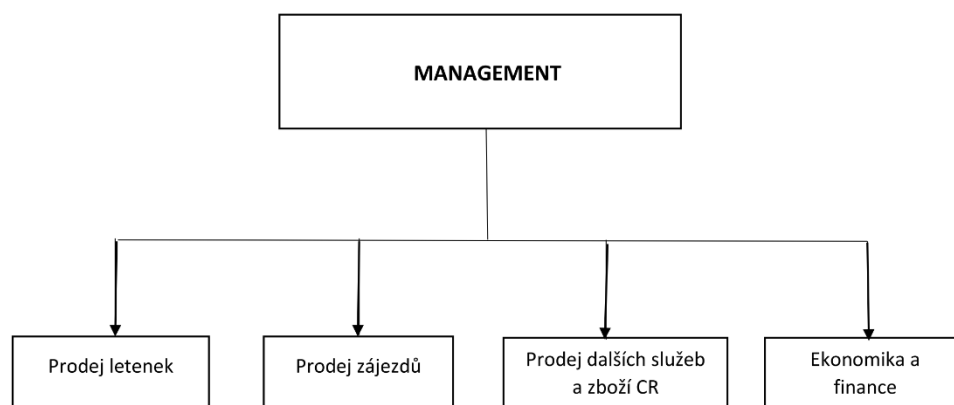 MANAGEMENT
Prodej letenek
Prodej zájezdů
Prodej dalších služeb
a zboží CR
Ekonomika a
finance